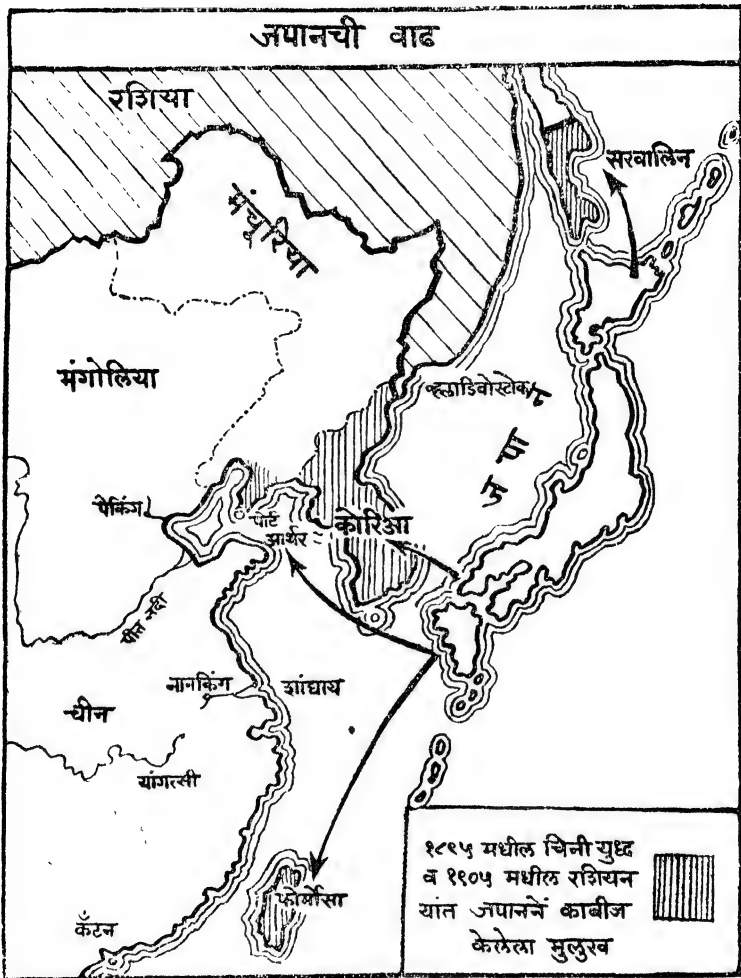 जपानची वाढ
रशिया
सखालिन
मंचूरिया
मंगोलिया
व्हलाडिवोस्टोक
जपान
पेकिंग
पोर्ट
आर्थर
कोरिआ
पीत नदी
नानकिंग
शांघाय
चीन
यांगत्सी
फोर्मोसा
कँटन
१८९५ मधील चिनी युध्द
व १९०५ मधील रशियन
यांत जपाननें काबीज
केलेला मुलुख